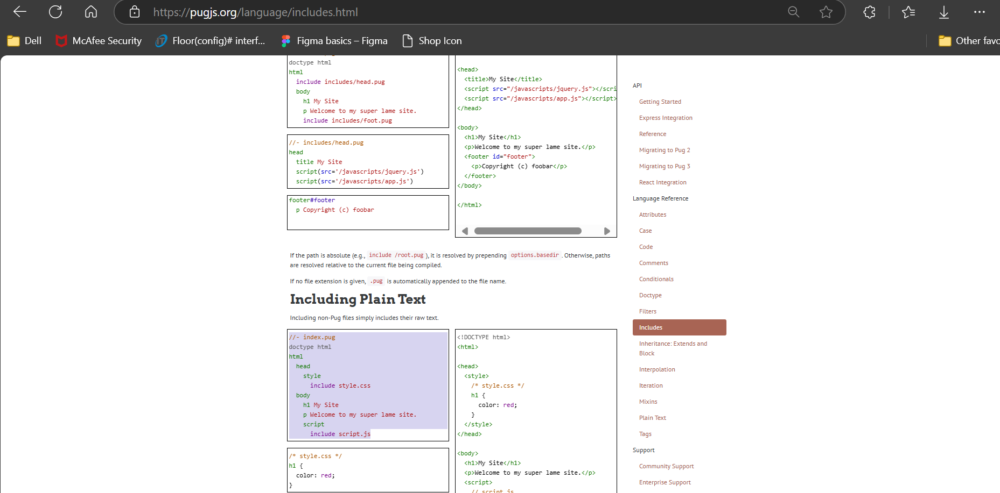 https://pugjs.org/language/includes.html
Dell
McAfee Security
Floor(config)# interf...
Figma basics – Figma
Shop Icon
Other favo
doctype html
html
  include includes/head.pug
  body
    h1 My Site
    p Welcome to my super lame site.
    include includes/foot.pug
//- includes/head.pug
head
  title My Site
  script(src='/javascripts/jquery.js')
  script(src='/javascripts/app.js')
footer#footer
  p Copyright (c) foobar
<head>
  <title>My Site</title>
  <script src="/javascripts/jquery.js"></scri
  <script src="/javascripts/app.js"></script>
</head>
<body>
  <h1>My Site</h1>
  <p>Welcome to my super lame site.</p>
  <footer id="footer">
    <p>Copyright (c) foobar</p>
  </footer>
</body>
</html>
If the path is absolute (e.g., include /root.pug ), it is resolved by prepending options.basedir . Otherwise, paths
are resolved relative to the current file being compiled.
If no file extension is given, .pug is automatically appended to the file name.
Including Plain Text
Including non-Pug files simply includes their raw text.
//- index.pug
doctype html
html
  head
    style
      include style.css
  body
    h1 My Site
    p Welcome to my super lame site.
    script
      include script.js
/* style.css */
h1 {
  color: red;
}
<!DOCTYPE html>
<html>
<head>
  <style>
    /* style.css */
    h1 {
      color: red;
    }
  </style>
</head>
<body>
  <h1>My Site</h1>
  <p>Welcome to my super lame site.</p>
  <script>
    // script.js
API
Getting Started
Express Integration
Reference
Migrating to Pug 2
Migrating to Pug 3
React Integration
Language Reference
Attributes
Case
Code
Comments
Conditionals
Doctype
Filters
Includes
Inheritance: Extends and
Block
Interpolation
Iteration
Mixins
Plain Text
Tags
Support
Community Support
Enterprise Support